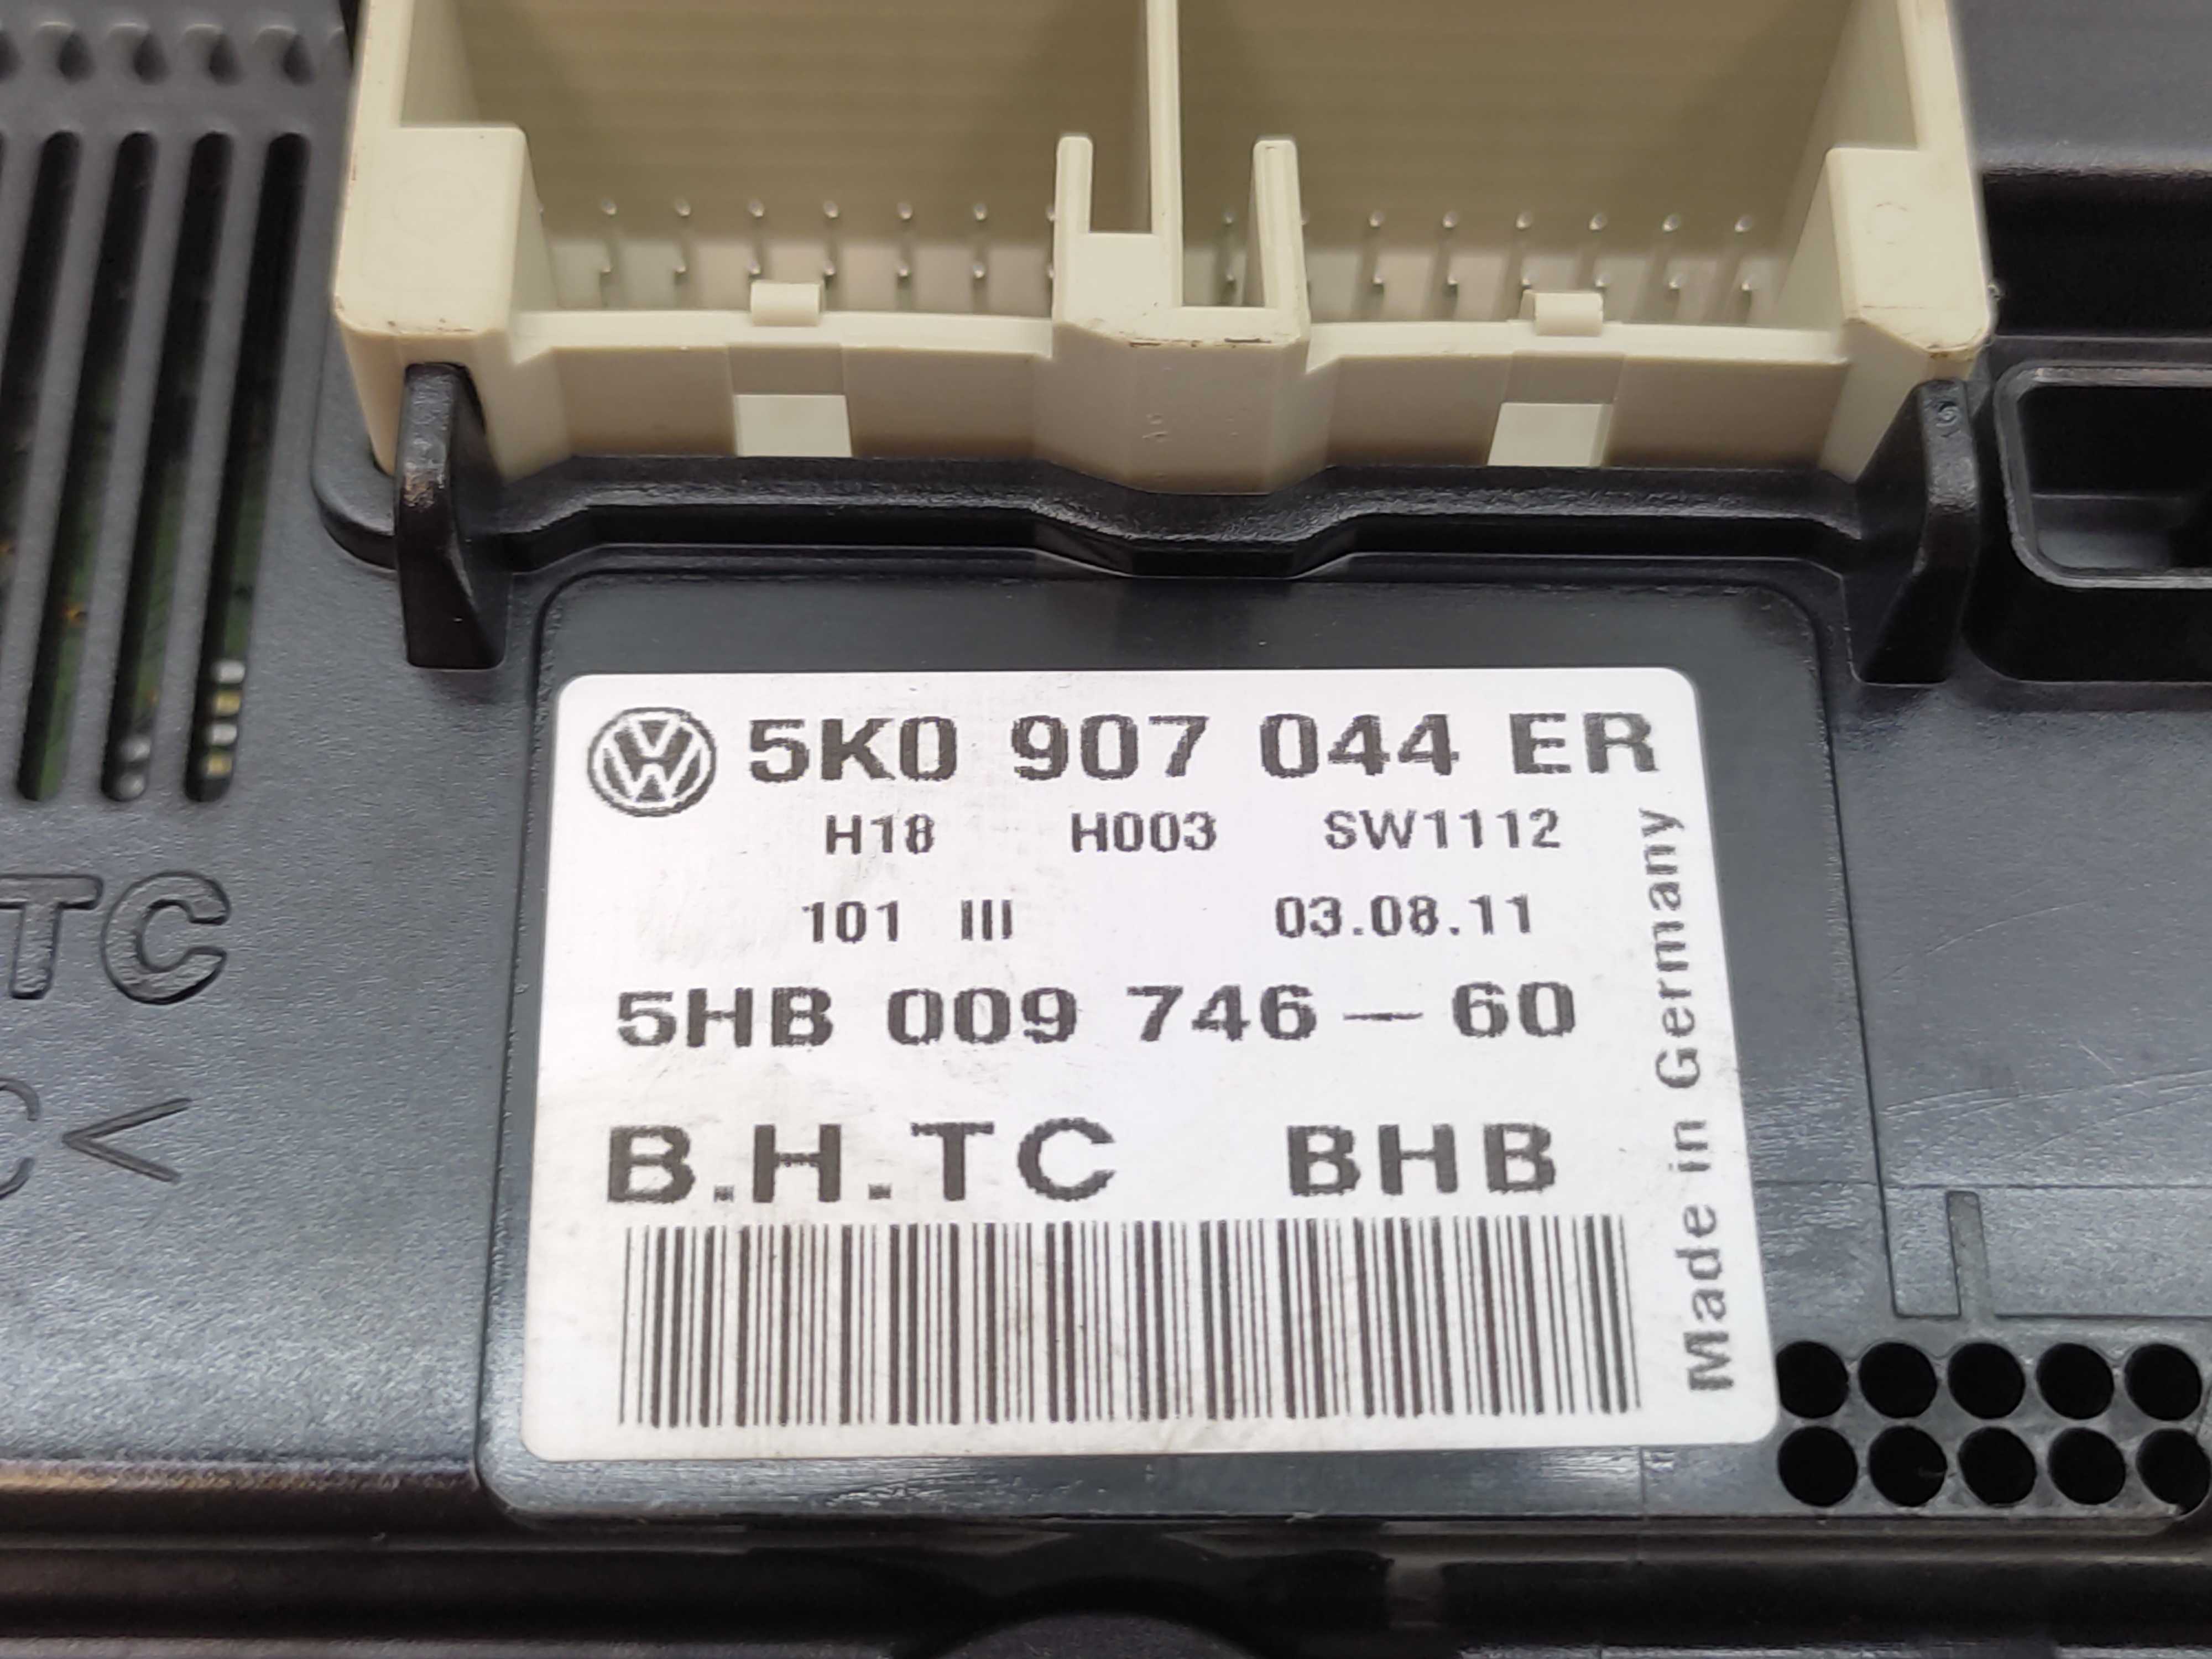 5K0 907 044 ER
H18 H003 SW1112
101 III 03.08.11
5HB 009 746-60
B.H.TC BHB
Made in Germany
TC
C<